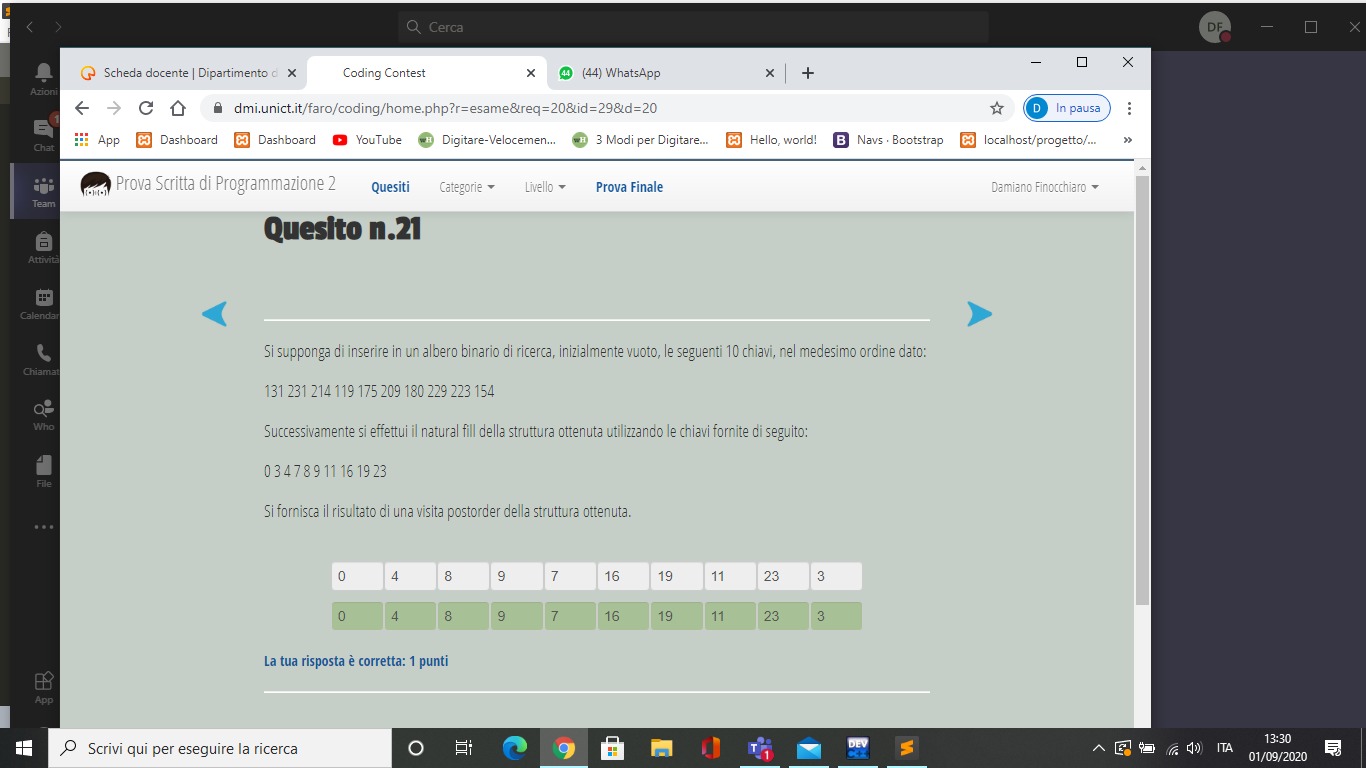 Cerca
DF
Azioni
Chat
1
Team
Attività
Calendar
Chiamat
Who
File
App
Scheda docente | Dipartimento d
Coding Contest
44
(44) WhatsApp
dmi.unict.it/faro/coding/home.php?r=esame&req=20&id=29&d=20
D In pausa
App
Dashboard
Dashboard
YouTube
Digitare-Velocemen...
3 Modi per Digitare...
Hello, world!
B Navs · Bootstrap
localhost/progetto/...
»
Prova Scritta di Programmazione 2
Quesiti
Categorie
Livello
Prova Finale
Damiano Finocchiaro
Quesito n.21
Si supponga di inserire in un albero binario di ricerca, inizialmente vuoto, le seguenti 10 chiavi, nel medesimo ordine dato:
131 231 214 119 175 209 180 229 223 154
Successivamente si effettui il natural fill della struttura ottenuta utilizzando le chiavi fornite di seguito:
0 3 4 7 8 9 11 16 19 23
Si fornisca il risultato di una visita postorder della struttura ottenuta.
0 4 8 9 7 16 19 11 23 3
0 4 8 9 7 16 19 11 23 3
La tua risposta è corretta: 1 punti
Scrivi qui per eseguire la ricerca
1
DEV
ITA
13:30
01/09/2020